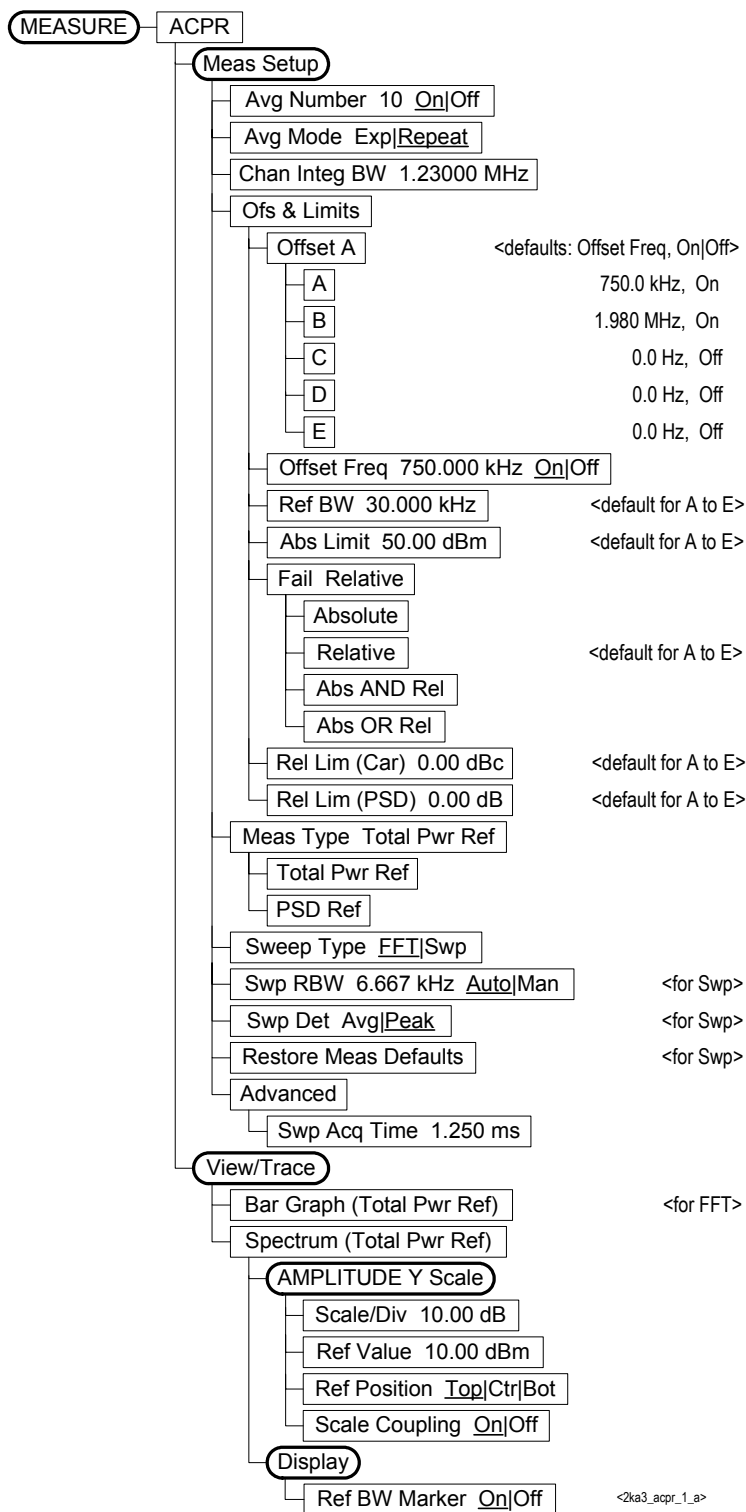 MEASURE ACPR
Meas Setup
Avg Number 10 On|Off
Avg Mode Exp|Repeat
Chan Integ BW 1.23000 MHz
Ofs & Limits
Offset A <defaults: Offset Freq, On|Off>
A 750.0 kHz, On
B 1.980 MHz, On
C 0.0 Hz, Off
D 0.0 Hz, Off
E 0.0 Hz, Off
Offset Freq 750.000 kHz On|Off
Ref BW 30.000 kHz <default for A to E>
Abs Limit 50.00 dBm <default for A to E>
Fail Relative
Absolute
Relative <default for A to E>
Abs AND Rel
Abs OR Rel
Rel Lim (Car) 0.00 dBc <default for A to E>
Rel Lim (PSD) 0.00 dB <default for A to E>
Meas Type Total Pwr Ref
Total Pwr Ref
PSD Ref
Sweep Type FFT|Swp
Swp RBW 6.667 kHz Auto|Man <for Swp>
Swp Det Avg|Peak <for Swp>
Restore Meas Defaults <for Swp>
Advanced
Swp Acq Time 1.250 ms
View/Trace
Bar Graph (Total Pwr Ref) <for FFT>
Spectrum (Total Pwr Ref)
AMPLITUDE Y Scale
Scale/Div 10.00 dB
Ref Value 10.00 dBm
Ref Position Top|Ctr|Bot
Scale Coupling On|Off
Display
Ref BW Marker On|Off <2ka3_acpr_1_a>